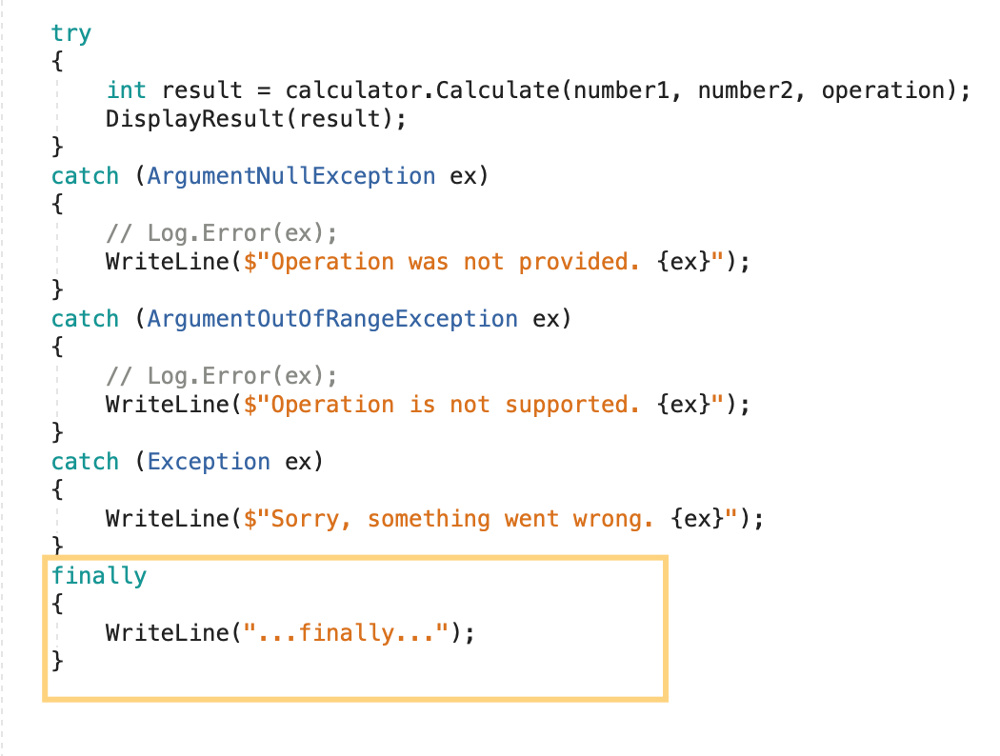 try
{
    int result = calculator.Calculate(number1, number2, operation);
    DisplayResult(result);
}
catch (ArgumentNullException ex)
{
    // Log.Error(ex);
    WriteLine($"Operation was not provided. {ex}");
}
catch (ArgumentOutOfRangeException ex)
{
    // Log.Error(ex);
    WriteLine($"Operation is not supported. {ex}");
}
catch (Exception ex)
{
    WriteLine($"Sorry, something went wrong. {ex}");
}
finally
{
    WriteLine("...finally...");
}